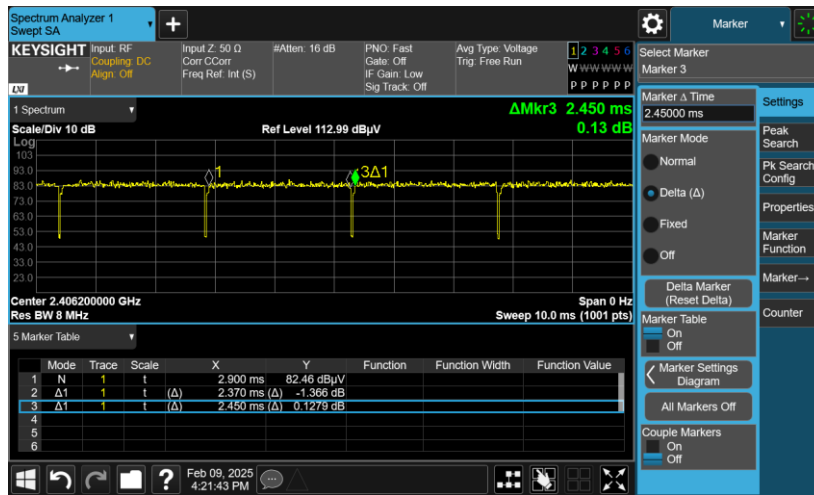 Spectrum Analyzer 1
Swept SA
+
Marker
KEYSIGHT Input: RF Input Z: 50 Ω #Atten: 16 dB PNO: Fast Avg Type: Voltage 1 2 3 4 5 6
Coupling: DC Corr CCorr Gate: Off Trig: Free Run
Align: Off Freq Ref: Int (S) IF Gain: Low W W W W W W
Sig Track: Off P P P P P P
LXI
Select Marker
Marker 3
1 Spectrum
ΔMkr3 2.450 ms
Scale/Div 10 dB Ref Level 112.99 dBµV 0.13 dB
Log
103
93.0
83.0
73.0
63.0
53.0
43.0
33.0
23.0
1
3Δ1
Center 2.406200000 GHz Span 0 Hz
Res BW 8 MHz Sweep 10.0 ms (1001 pts)
5 Marker Table
Mode Trace Scale X Y Function Function Width Function Value
1 N 1 t 2.900 ms 82.46 dBµV
2 Δ1 1 t (Δ) 2.370 ms (Δ) -1.366 dB
3 Δ1 1 t (Δ) 2.450 ms (Δ) 0.1279 dB
4
5
6
Marker Δ Time
2.45000 ms
Marker Mode
Normal
Delta (Δ)
Fixed
Off
Delta Marker
(Reset Delta)
Marker Table
On
Off
Marker Settings
Diagram
All Markers Off
Couple Markers
On
Off
Settings
Peak
Search
Pk Search
Config
Properties
Marker
Function
Marker→
Counter
?
Feb 09, 2025
4:21:43 PM